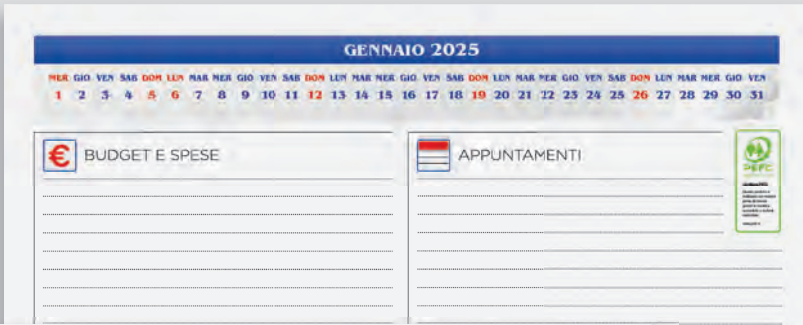 GENNAIO 2025
MER GIO VEN SAB DOM LUN MAR MER GIO VEN SAB DOM LUN MAR MER GIO VEN SAB DOM LUN MAR MER GIO VEN SAB DOM LUN MAR MER GIO VEN
1 2 3 4 5 6 7 8 9 10 11 12 13 14 15 16 17 18 19 20 21 22 23 24 25 26 27 28 29 30 31
€ BUDGET E SPESE
APPUNTAMENTI
PEFC